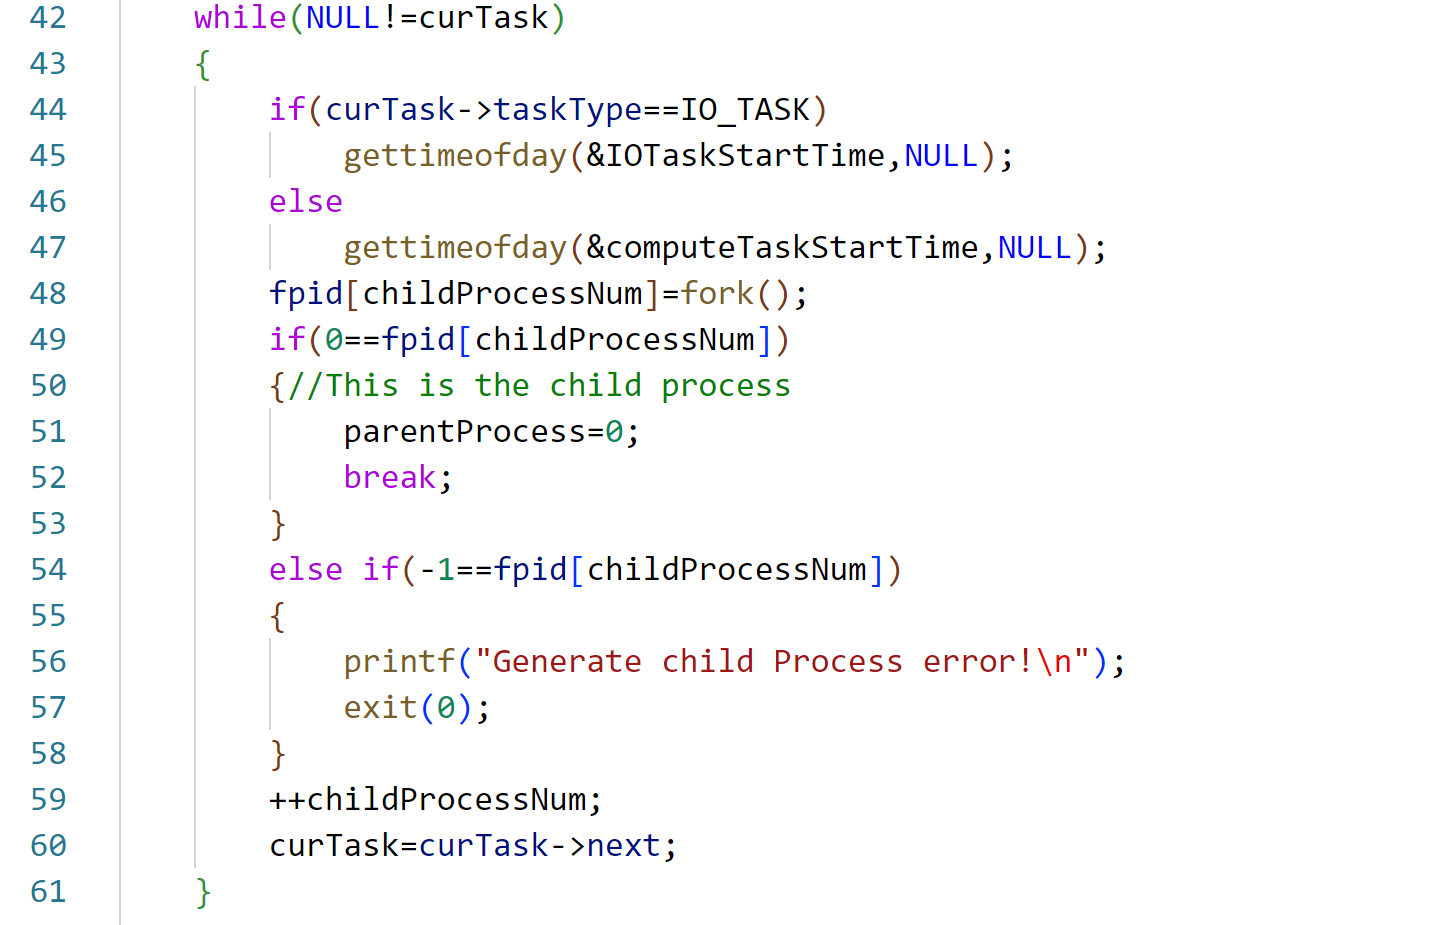 42 while(NULL!=curTask)
43 {
44 if(curTask->taskType==IO_TASK)
45 gettimeofday(&IOTaskStartTime,NULL);
46 else
47 gettimeofday(&computeTaskStartTime,NULL);
48 fpid[childProcessNum]=fork();
49 if(0==fpid[childProcessNum])
50 {//This is the child process
51 parentProcess=0;
52 break;
53 }
54 else if(-1==fpid[childProcessNum])
55 {
56 printf("Generate child Process error!\n");
57 exit(0);
58 }
59 ++childProcessNum;
60 curTask=curTask->next;
61 }